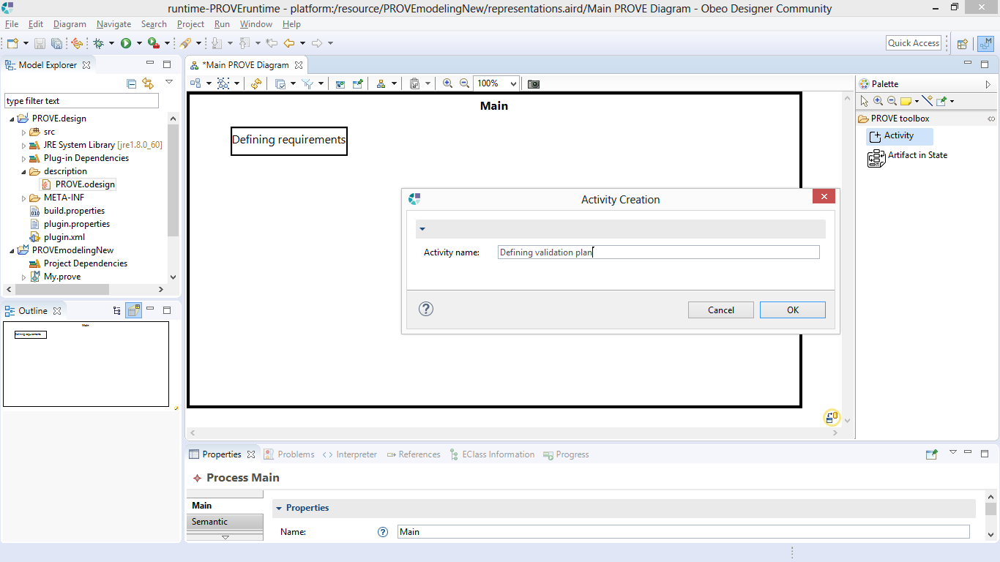 runtime-PROVEruntime - platform:/resource/PROVEmodelingNew/representations.aird/Main PROVE Diagram - Obeo Designer Community
File Edit Diagram Navigate Search Project Run Window Help
Quick Access
Model Explorer
type filter text
PROVE.design
src
JRE System Library [jre1.8.0_60]
Plug-in Dependencies
description
PROVE.odesign
META-INF
build.properties
plugin.properties
plugin.xml
PROVEmodelingNew
Project Dependencies
My.prove
Outline
Main
Defining requirements
*Main PROVE Diagram
100%
Main
Defining requirements
Activity Creation
Activity name: Defining validation plan
Cancel OK
Palette
PROVE toolbox
Activity
Artifact in State
Properties Problems Interpreter References EClass Information Progress
Process Main
Main
Semantic
Properties
Name: Main